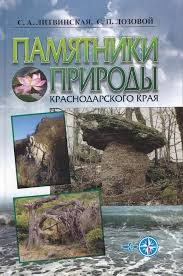 С. А. ЛИТВИНСКАЯ, С. П. ЛОЗОВОЙ
ПАМЯТНИКИ
ПРИРОДЫ
КРАСНОДАРСКОГО КРАЯ